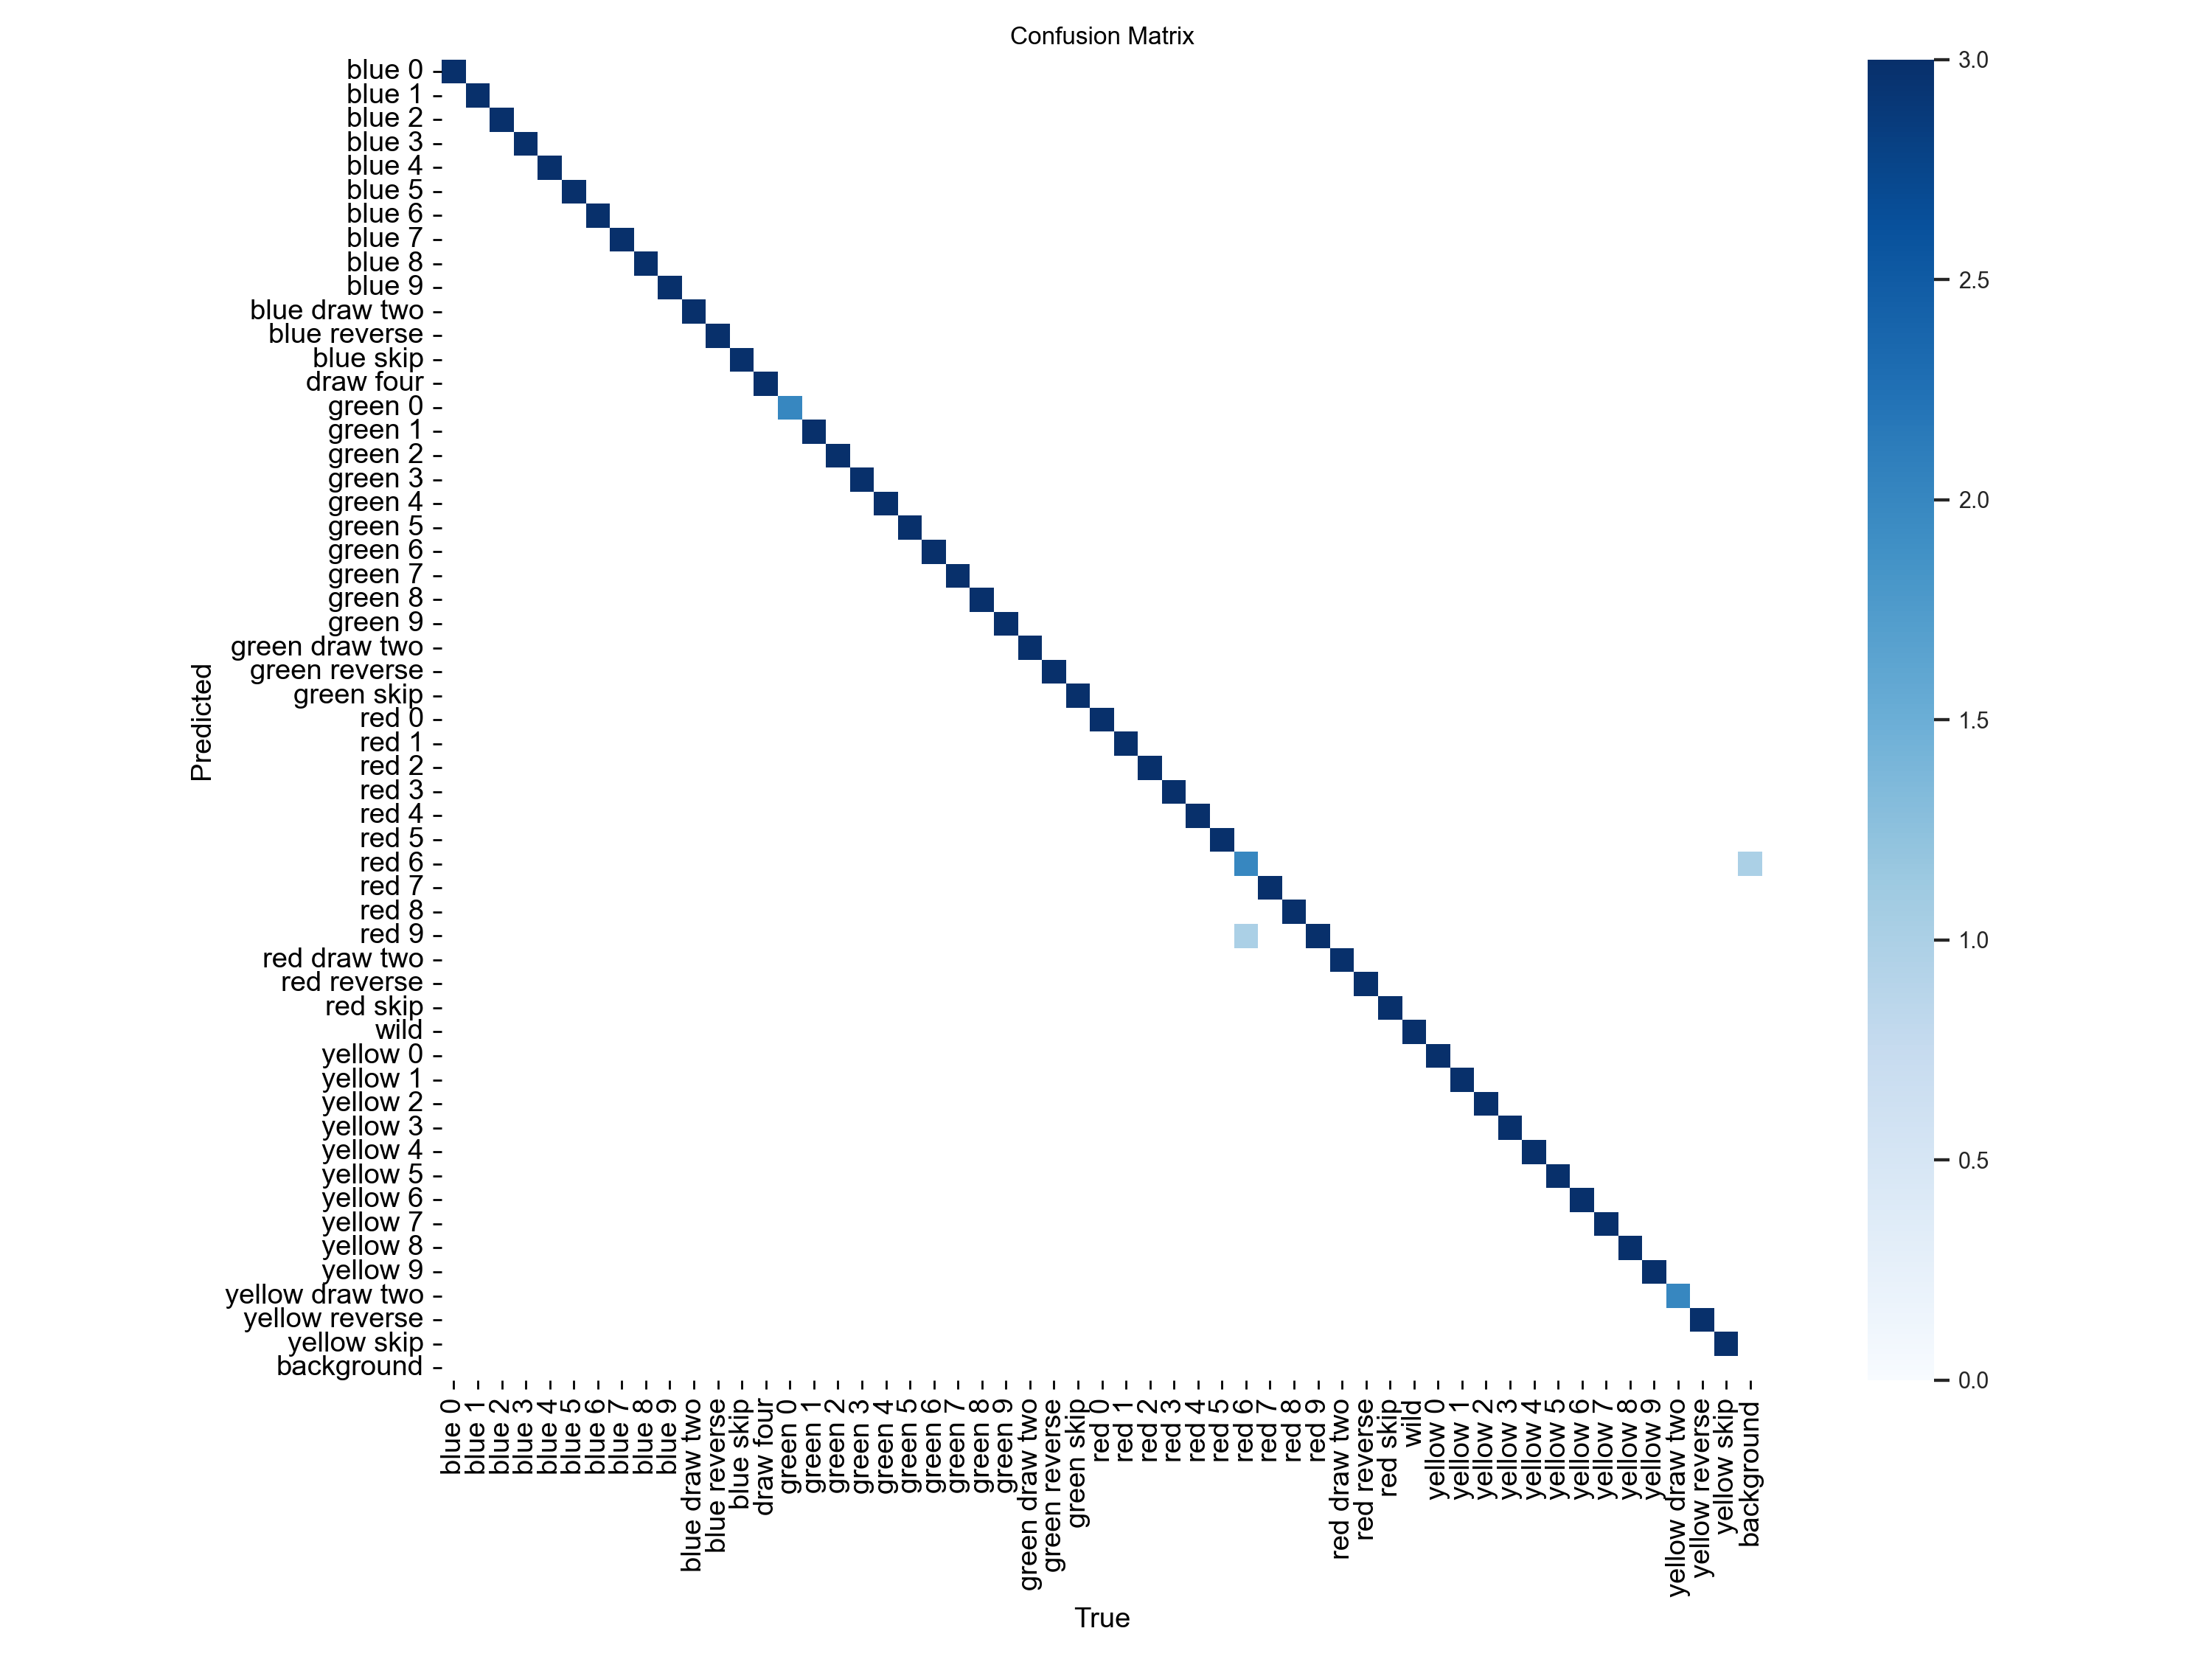 Confusion Matrix
blue 0
blue 1
blue 2
blue 3
blue 4
blue 5
blue 6
blue 7
blue 8
blue 9
blue draw two
blue reverse
blue skip
draw four
green 0
green 1
green 2
green 3
green 4
green 5
green 6
green 7
green 8
green 9
green draw two
green reverse
green skip
red 0
red 1
red 2
red 3
red 4
red 5
red 6
red 7
red 8
red 9
red draw two
red reverse
red skip
wild
yellow 0
yellow 1
yellow 2
yellow 3
yellow 4
yellow 5
yellow 6
yellow 7
yellow 8
yellow 9
yellow draw two
yellow reverse
yellow skip
background
Predicted
blue 0
blue 1
blue 2
blue 3
blue 4
blue 5
blue 6
blue 7
blue 8
blue 9
blue draw two
blue reverse
blue skip
draw four
green 0
green 1
green 2
green 3
green 4
green 5
green 6
green 7
green 8
green 9
green draw two
green reverse
green skip
red 0
red 1
red 2
red 3
red 4
red 5
red 6
red 7
red 8
red 9
red draw two
red reverse
red skip
wild
yellow 0
yellow 1
yellow 2
yellow 3
yellow 4
yellow 5
yellow 6
yellow 7
yellow 8
yellow 9
yellow draw two
yellow reverse
yellow skip
background
True
3.0
2.5
2.0
1.5
1.0
0.5
0.0